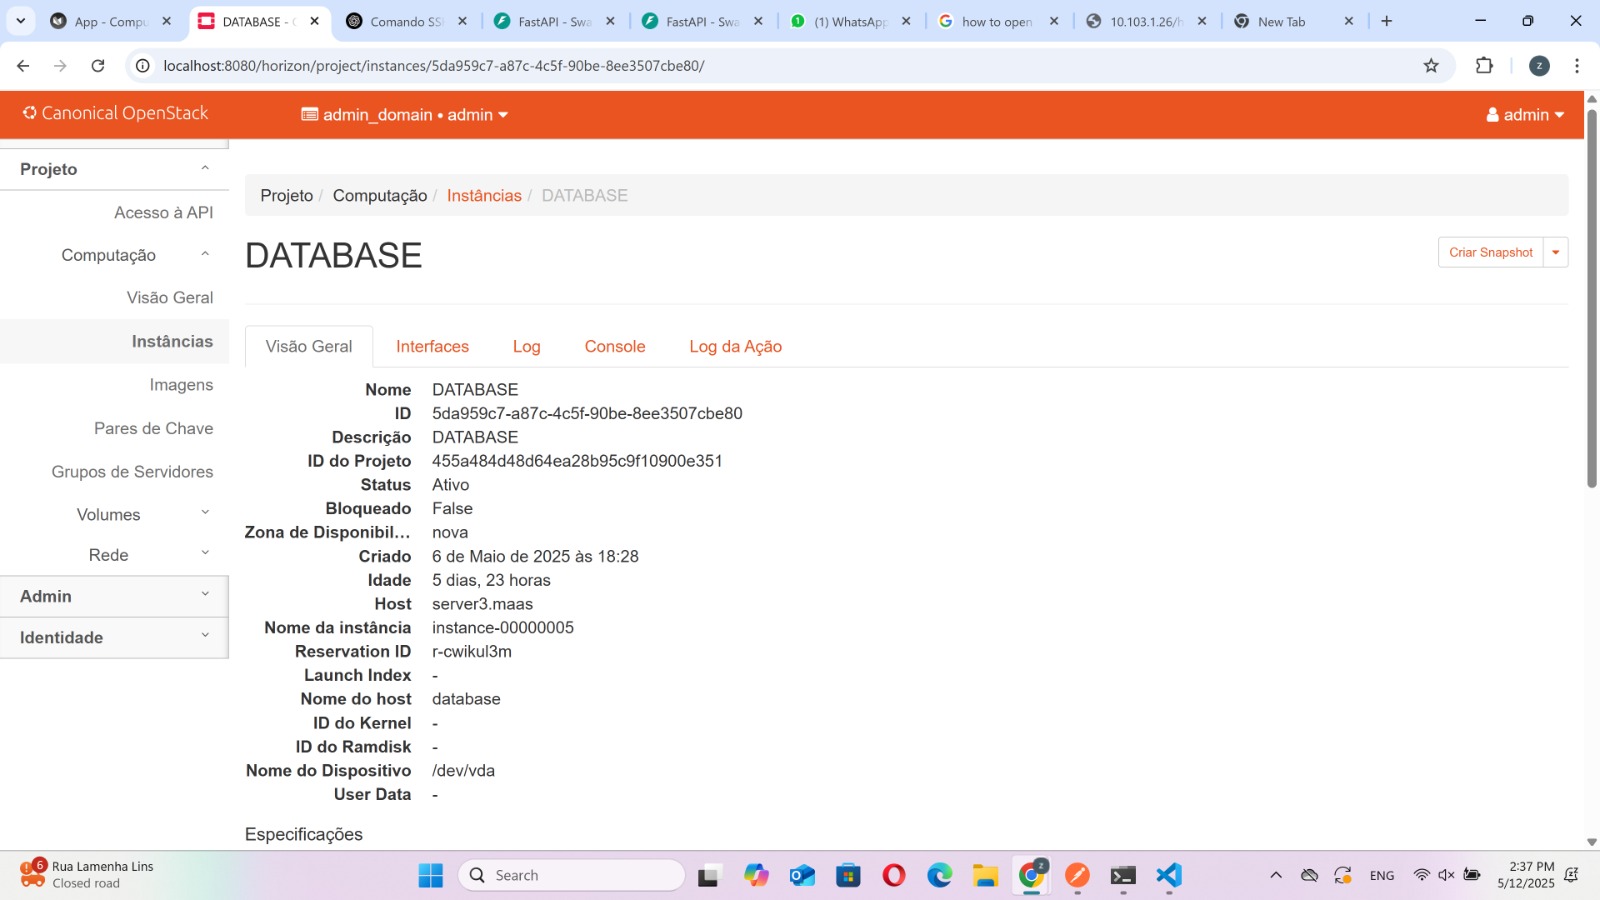 App - Compu
DATABASE - C
Comando SS
FastAPI - Swa
FastAPI - Swa
(1) WhatsApp
how to open
10.103.1.26/h
New Tab
localhost:8080/horizon/project/instances/5da959c7-a87c-4c5f-90be-8ee3507cbe80/
z
Canonical OpenStack
admin_domain • admin
admin
Projeto
Acesso à API
Computação
Visão Geral
Instâncias
Imagens
Pares de Chave
Grupos de Servidores
Volumes
Rede
Admin
Identidade
Projeto / Computação / Instâncias / DATABASE
DATABASE
Criar Snapshot
Visão Geral Interfaces Log Console Log da Ação
Nome DATABASE
ID 5da959c7-a87c-4c5f-90be-8ee3507cbe80
Descrição DATABASE
ID do Projeto 455a484d48d64ea28b95c9f10900e351
Status Ativo
Bloqueado False
Zona de Disponibil... nova
Criado 6 de Maio de 2025 às 18:28
Idade 5 dias, 23 horas
Host server3.maas
Nome da instância instance-00000005
Reservation ID r-cwikul3m
Launch Index -
Nome do host database
ID do Kernel -
ID do Ramdisk -
Nome do Dispositivo /dev/vda
User Data -
Especificações
6
Rua Lamenha Lins
Closed road
Search
z
ENG
2:37 PM
5/12/2025